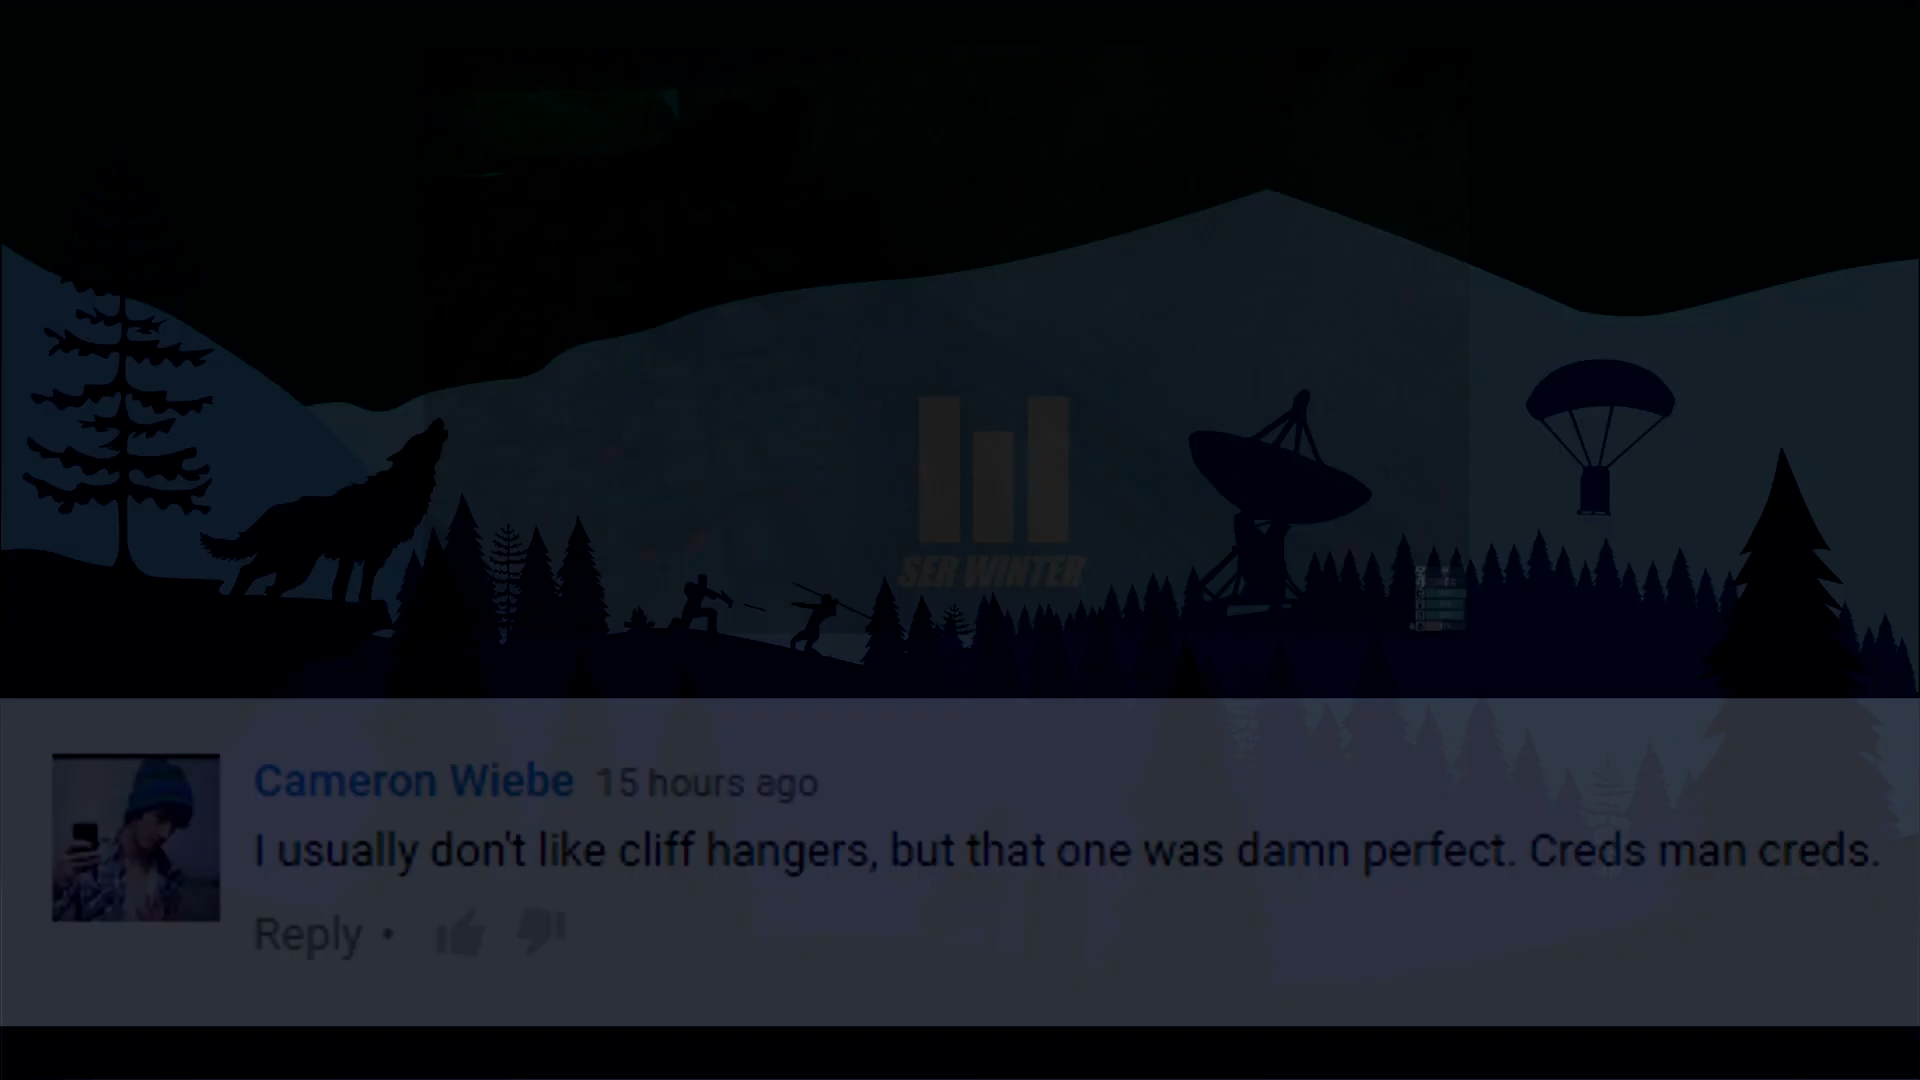 SER WINTER
Cameron Wiebe 15 hours ago
I usually don't like cliff hangers, but that one was damn perfect. Creds man creds.
Reply •